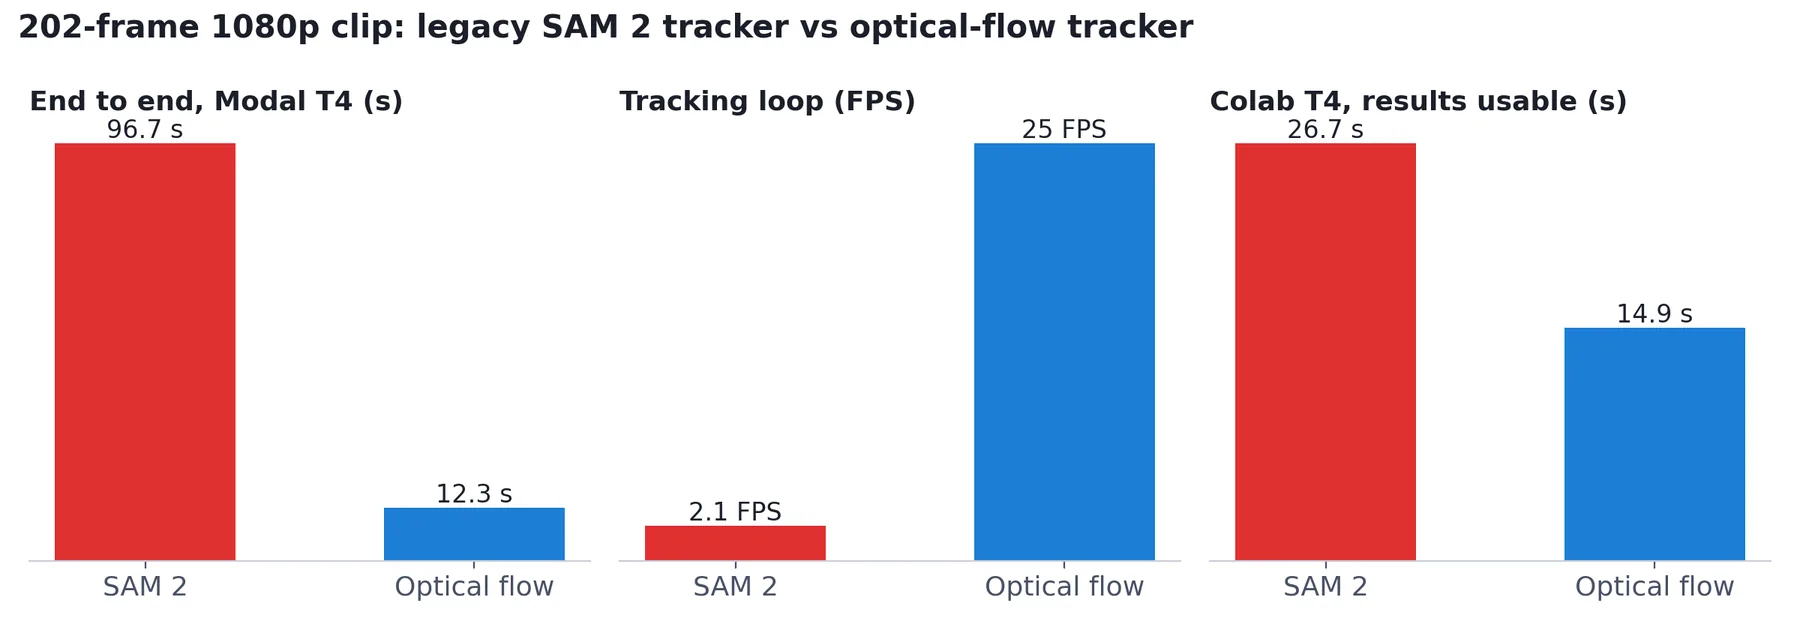 202-frame 1080p clip: legacy SAM 2 tracker vs optical-flow tracker
End to end, Modal T4 (s)
96.7 s
12.3 s
SAM 2
Optical flow
Tracking loop (FPS)
25 FPS
2.1 FPS
SAM 2
Optical flow
Colab T4, results usable (s)
26.7 s
14.9 s
SAM 2
Optical flow